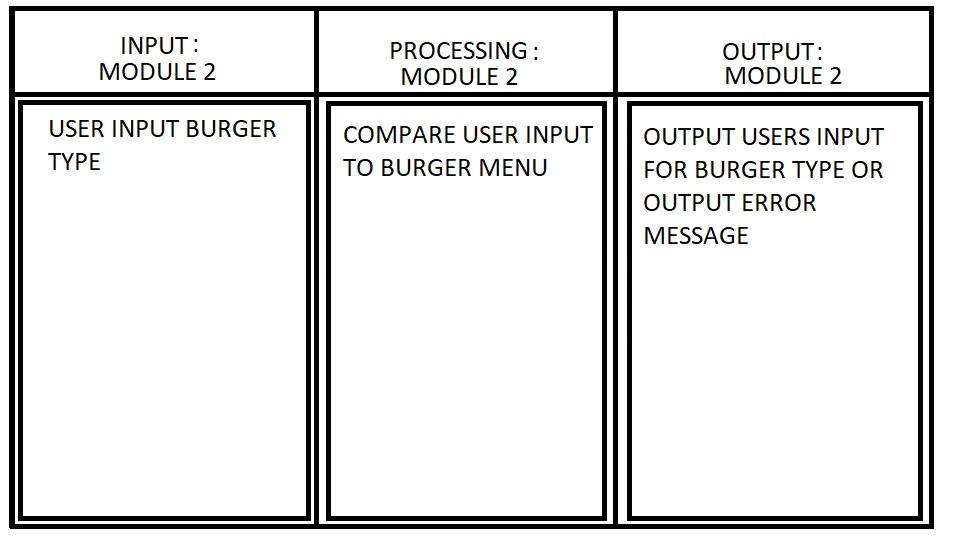 INPUT :
MODULE 2
PROCESSING :
MODULE 2
OUTPUT :
MODULE 2
USER INPUT BURGER
TYPE
COMPARE USER INPUT
TO BURGER MENU
OUTPUT USERS INPUT
FOR BURGER TYPE OR
OUTPUT ERROR
MESSAGE